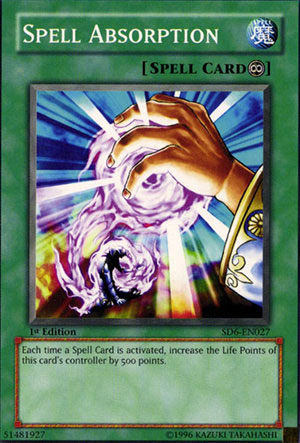 SPELL ABSORPTION
魔
[SPELL CARD∞]
1st Edition
SD6-EN027
Each time a Spell Card is activated, increase the Life Points of
this card's controller by 500 points.
51481927
©1996 KAZUKI TAKAHASHI